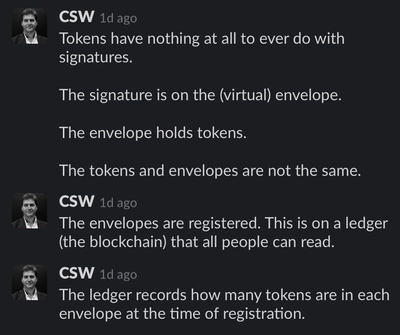 CSW 1d ago
Tokens have nothing at all to ever do with
signatures.
The signature is on the (virtual) envelope.
The envelope holds tokens.
The tokens and envelopes are not the same.
CSW 1d ago
The envelopes are registered. This is on a ledger
(the blockchain) that all people can read.
CSW 1d ago
The ledger records how many tokens are in each
envelope at the time of registration.